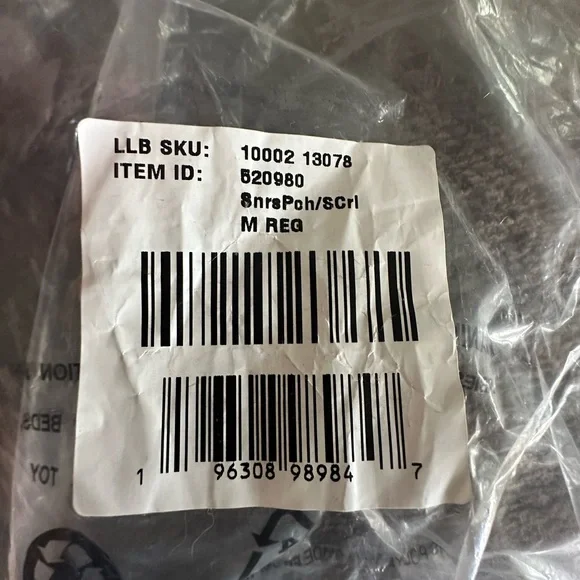 LLB SKU: 10002 13078
ITEM ID: 520980
SnrsPch/SCrl
M REG
1 96308 98984 7
BEDS
TOY